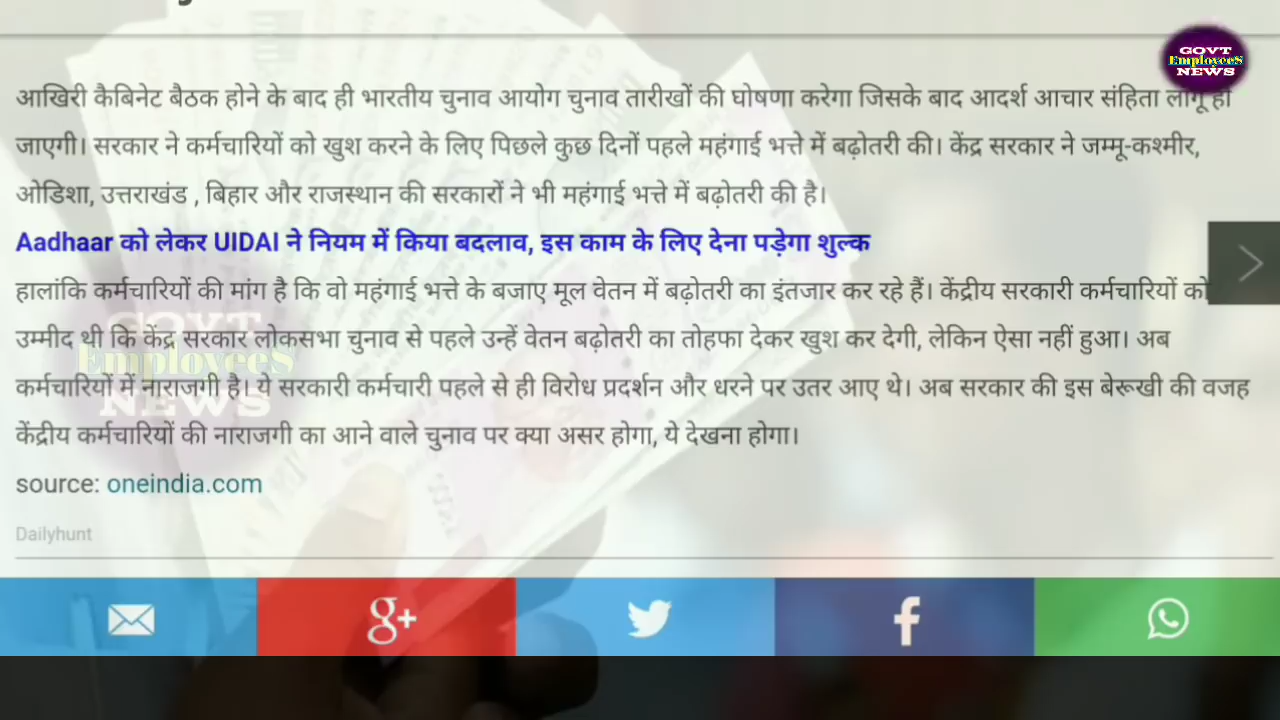 GOVT
EmployeeS
NEWS
आखिरी कैबिनेट बैठक होने के बाद ही भारतीय चुनाव आयोग चुनाव तारीखों की घोषणा करेगा जिसके बाद आदर्श आचार संहिता लागू हो
जाएगी। सरकार ने कर्मचारियों को खुश करने के लिए पिछले कुछ दिनों पहले महंगाई भत्ते में बढ़ोतरी की। केंद्र सरकार ने जम्मू-कश्मीर,
ओडिशा, उत्तराखंड , बिहार और राजस्थान की सरकारों ने भी महंगाई भत्ते में बढ़ोतरी की है।
Aadhaar को लेकर UIDAI ने नियम में किया बदलाव, इस काम के लिए देना पड़ेगा शुल्क
हालांकि कर्मचारियों की मांग है कि वो महंगाई भत्ते के बजाए मूल वेतन में बढ़ोतरी का इंतजार कर रहे हैं। केंद्रीय सरकारी कर्मचारियों को
उम्मीद थी कि केंद्र सरकार लोकसभा चुनाव से पहले उन्हें वेतन बढ़ोतरी का तोहफा देकर खुश कर देगी, लेकिन ऐसा नहीं हुआ। अब
कर्मचारियों में नाराजगी है। ये सरकारी कर्मचारी पहले से ही विरोध प्रदर्शन और धरने पर उतर आए थे। अब सरकार की इस बेरूखी की वजह
केंद्रीय कर्मचारियों की नाराजगी का आने वाले चुनाव पर क्या असर होगा, ये देखना होगा।
GOVT
EmployeeS
NEWS
source: oneindia.com
Dailyhunt
g+
f